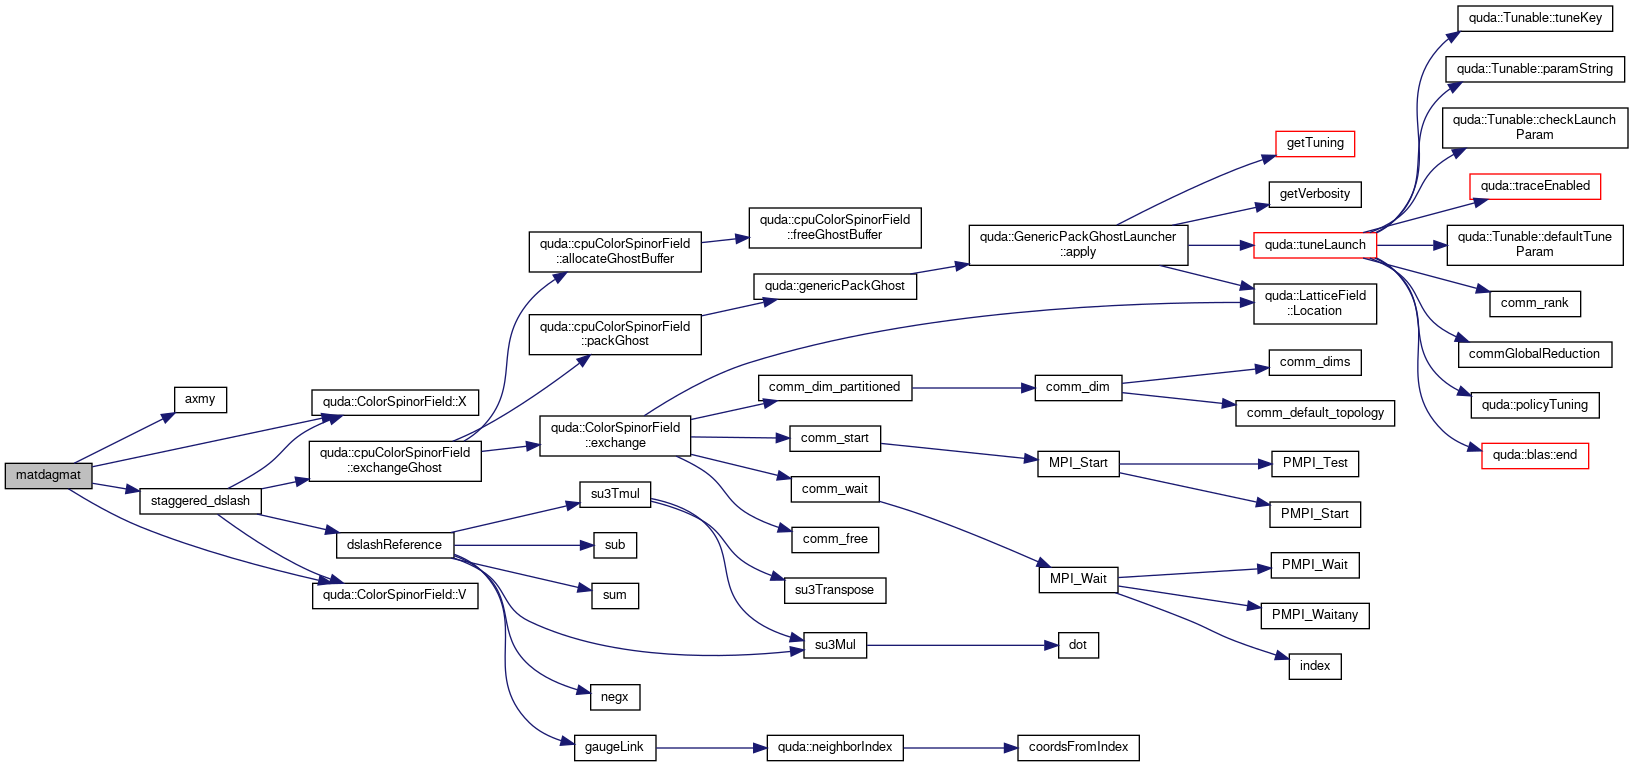 matdagmat
axmy
quda::ColorSpinorField::X
quda::cpuColorSpinorField
::exchangeGhost
staggered_dslash
dslashReference
quda::ColorSpinorField::V
quda::cpuColorSpinorField
::allocateGhostBuffer
quda::cpuColorSpinorField
::packGhost
quda::ColorSpinorField
::exchange
su3Tmul
sub
sum
negx
gaugeLink
quda::cpuColorSpinorField
::freeGhostBuffer
quda::genericPackGhost
comm_dim_partitioned
comm_start
comm_wait
comm_free
su3Transpose
su3Mul
quda::neighborIndex
quda::GenericPackGhostLauncher
::apply
comm_dim
MPI_Start
MPI_Wait
dot
coordsFromIndex
getTuning
getVerbosity
quda::tuneLaunch
quda::LatticeField
::Location
comm_dims
comm_default_topology
PMPI_Test
PMPI_Start
PMPI_Wait
PMPI_Waitany
index
quda::Tunable::tuneKey
quda::Tunable::paramString
quda::Tunable::checkLaunch
Param
quda::traceEnabled
quda::Tunable::defaultTune
Param
comm_rank
commGlobalReduction
quda::policyTuning
quda::blas::end